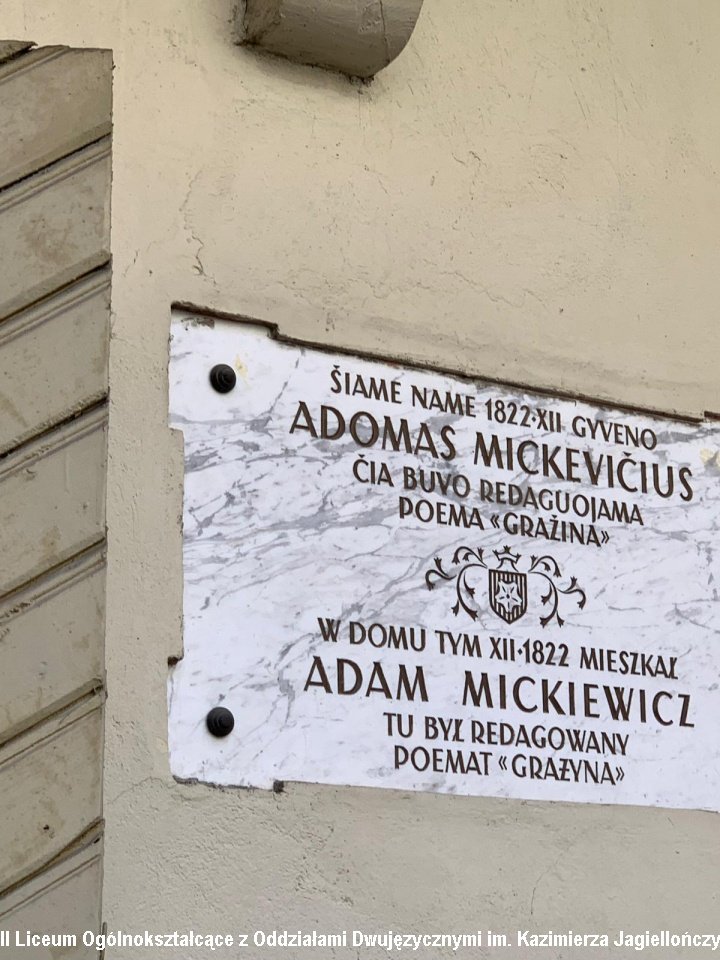 ŠIAME NAME 1822·XII GYVENO
ADOMAS MICKEVIČIUS
ČIA BUVO REDAGUOJAMA
POEMA «GRAŽINA»
W DOMU TYM XII·1822 MIESZKAŁ
ADAM MICKIEWICZ
TU BYŁ REDAGOWANY
POEMAT «GRAŻYNA»
II Liceum Ogólnokształcące z Oddziałami Dwujęzycznymi im. Kazimierza Jagiellończy